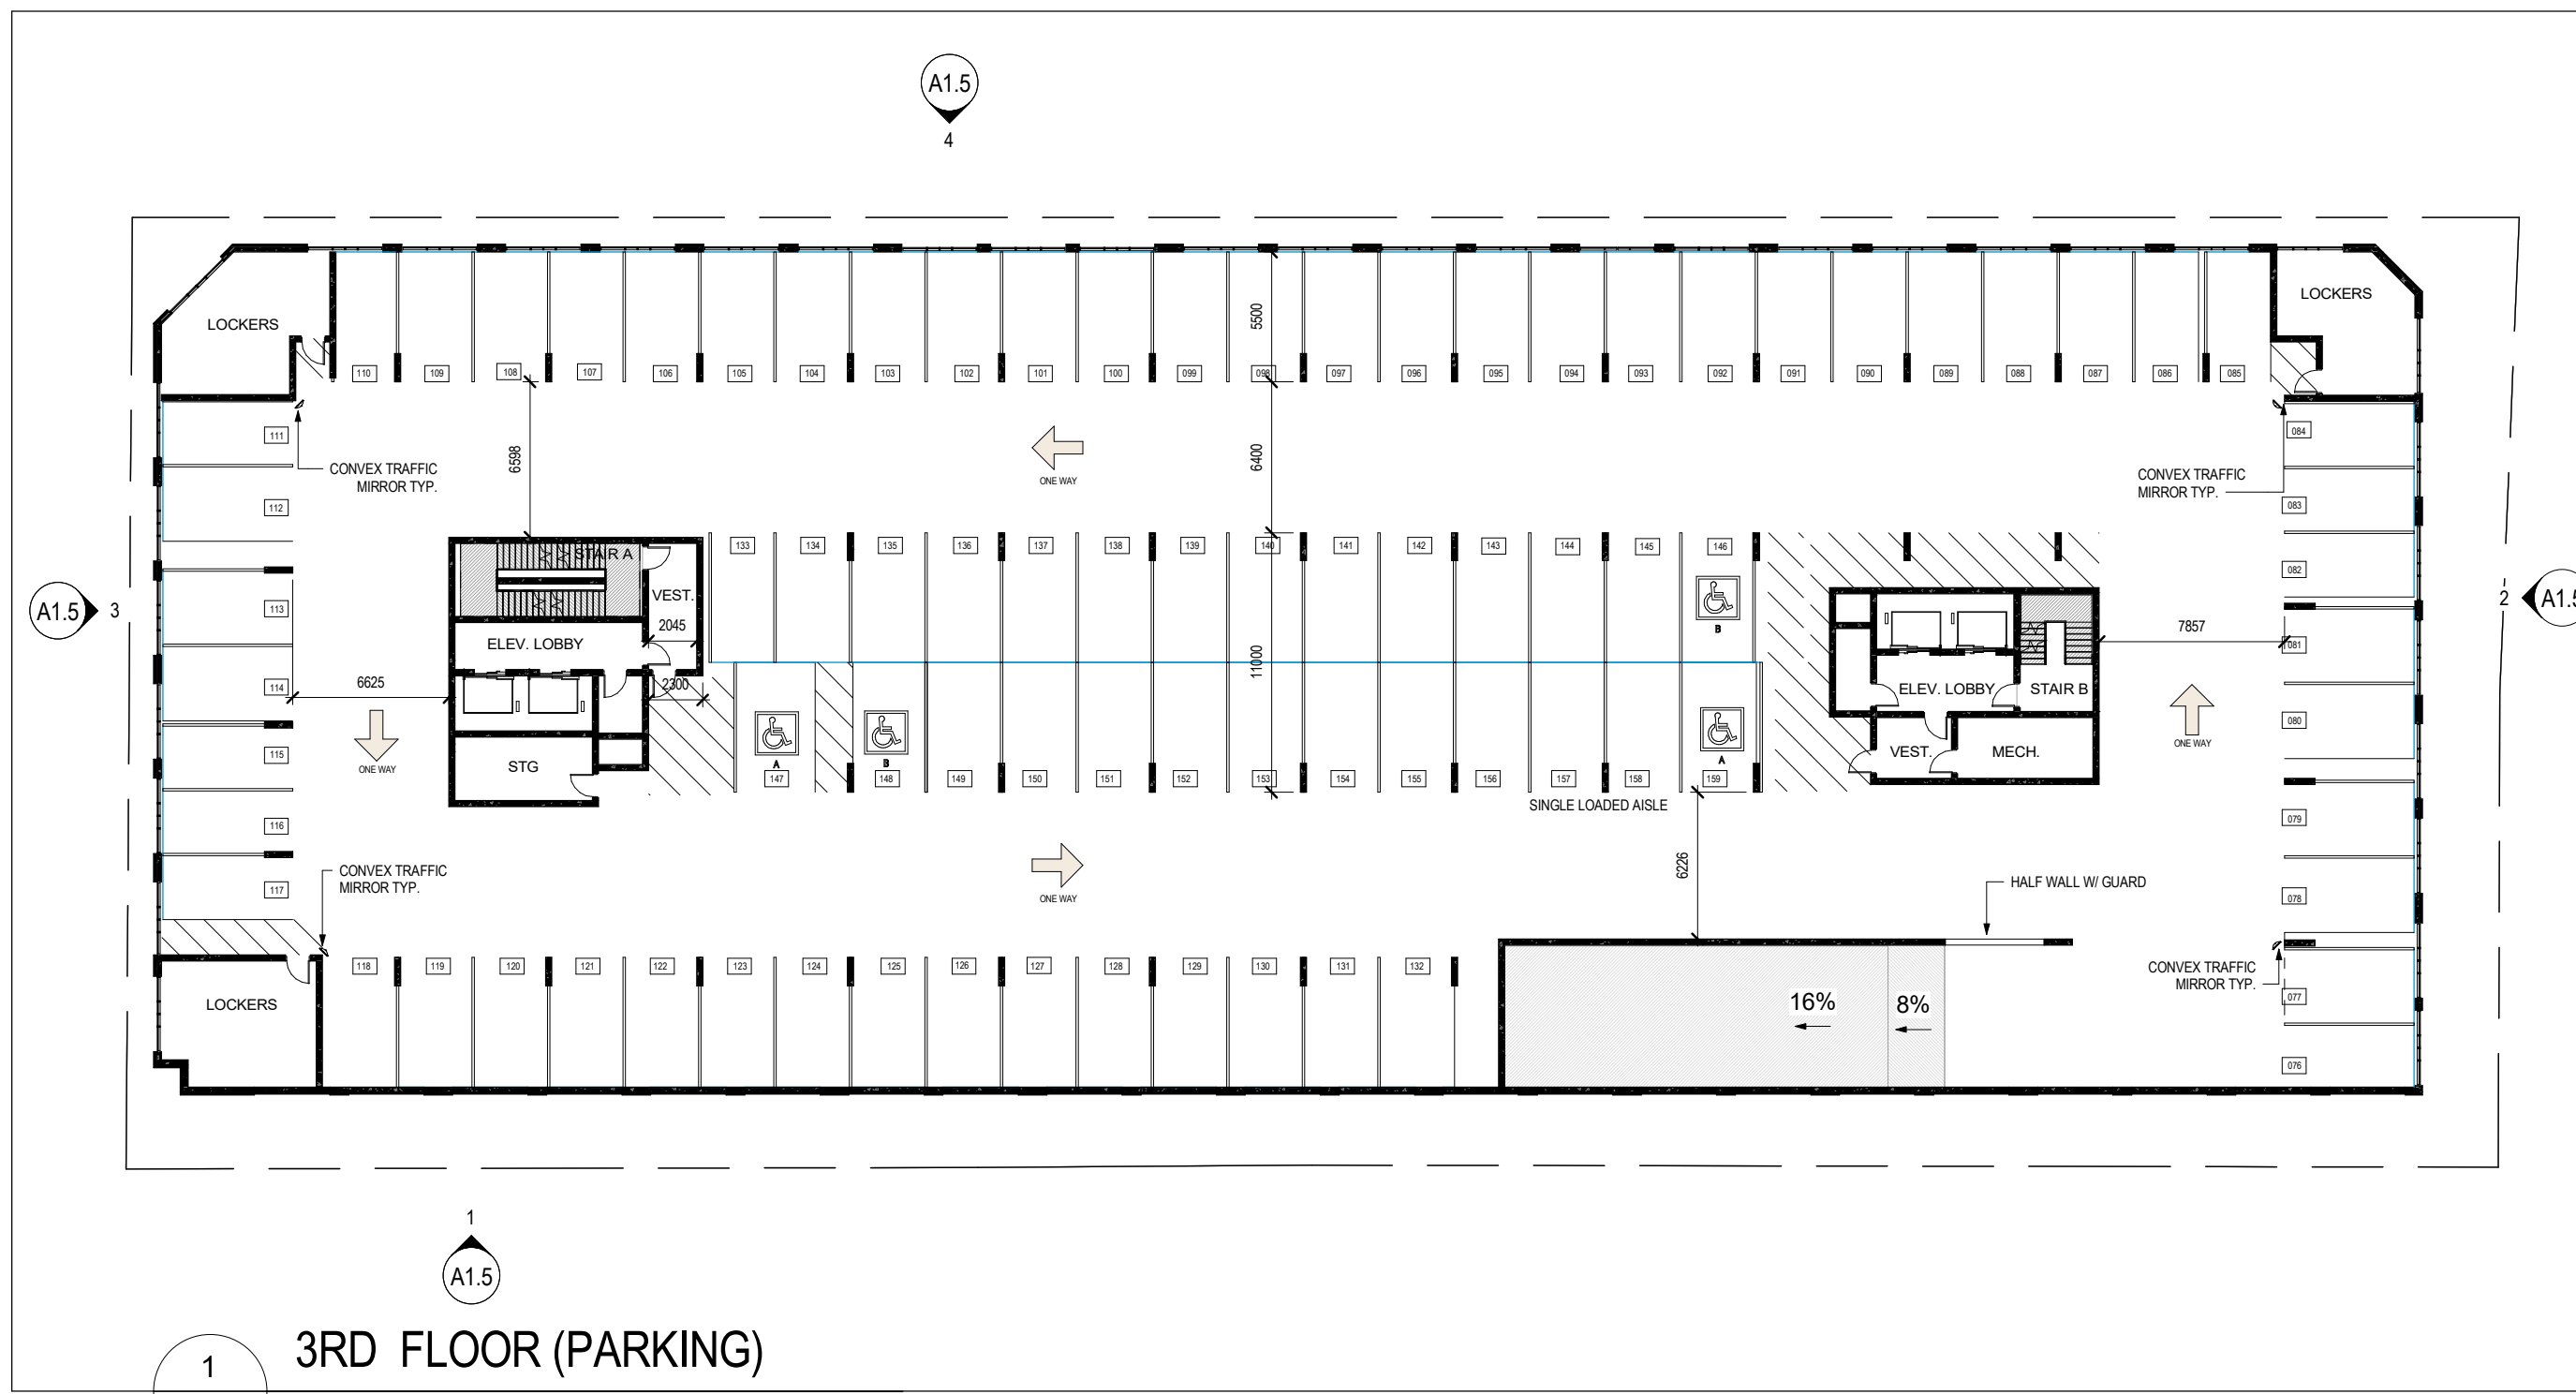 A1.5
4
LOCKERS
LOCKERS
5500
110
109
108
107
106
105
104
103
102
101
100
099
098
097
096
095
094
093
092
091
090
089
088
087
086
085
111
084
CONVEX TRAFFIC
MIRROR TYP.
6598
ONE WAY
6400
CONVEX TRAFFIC
MIRROR TYP.
112
083
STAIR A
133
134
135
136
137
138
139
140
141
142
143
144
145
146
082
A1.5
3
113
VEST.
2045
B
7857
2
A1.5
ELEV. LOBBY
11000
081
6625
114
2300
ELEV. LOBBY
STAIR B
080
ONE WAY
115
STG
A
147
B
148
149
150
151
152
153
154
155
156
157
158
A
159
VEST.
MECH.
ONE WAY
SINGLE LOADED AISLE
116
079
CONVEX TRAFFIC
MIRROR TYP.
117
ONE WAY
6226
HALF WALL W/ GUARD
078
118
119
120
121
122
123
124
125
126
127
128
129
130
131
132
CONVEX TRAFFIC
MIRROR TYP.
077
LOCKERS
16%
8%
076
1
A1.5
1
3RD FLOOR (PARKING)